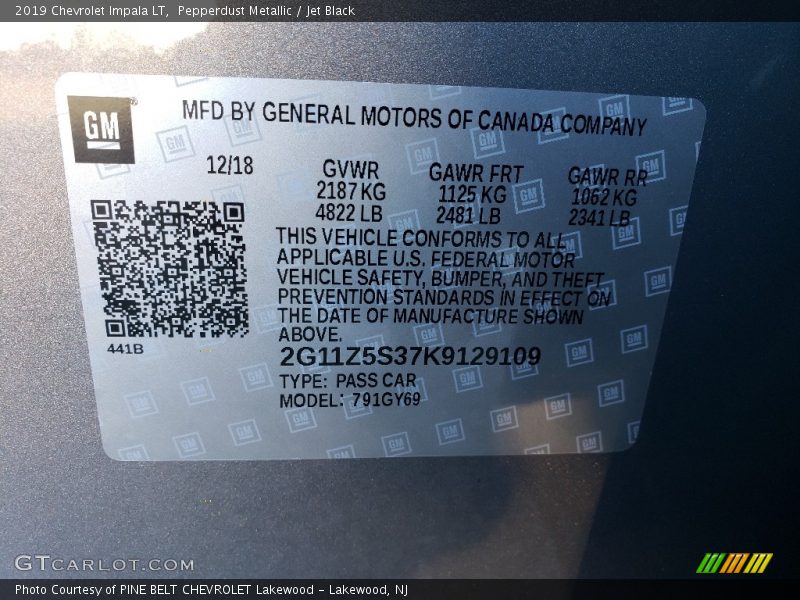 2019 Chevrolet Impala LT, Pepperdust Metallic / Jet Black
GM
MFD BY GENERAL MOTORS OF CANADA COMPANY
12/18
GVWR
2187 KG
4822 LB
GAWR FRT
1125 KG
2481 LB
GAWR RR
1062 KG
2341 LB
THIS VEHICLE CONFORMS TO ALL
APPLICABLE U.S. FEDERAL MOTOR
VEHICLE SAFETY, BUMPER, AND THEFT
PREVENTION STANDARDS IN EFFECT ON
THE DATE OF MANUFACTURE SHOWN
ABOVE.
441B
2G11Z5S37K9129109
TYPE: PASS CAR
MODEL: 791GY69
GTCARLOT.COM
Photo Courtesy of PINE BELT CHEVROLET Lakewood - Lakewood, NJ